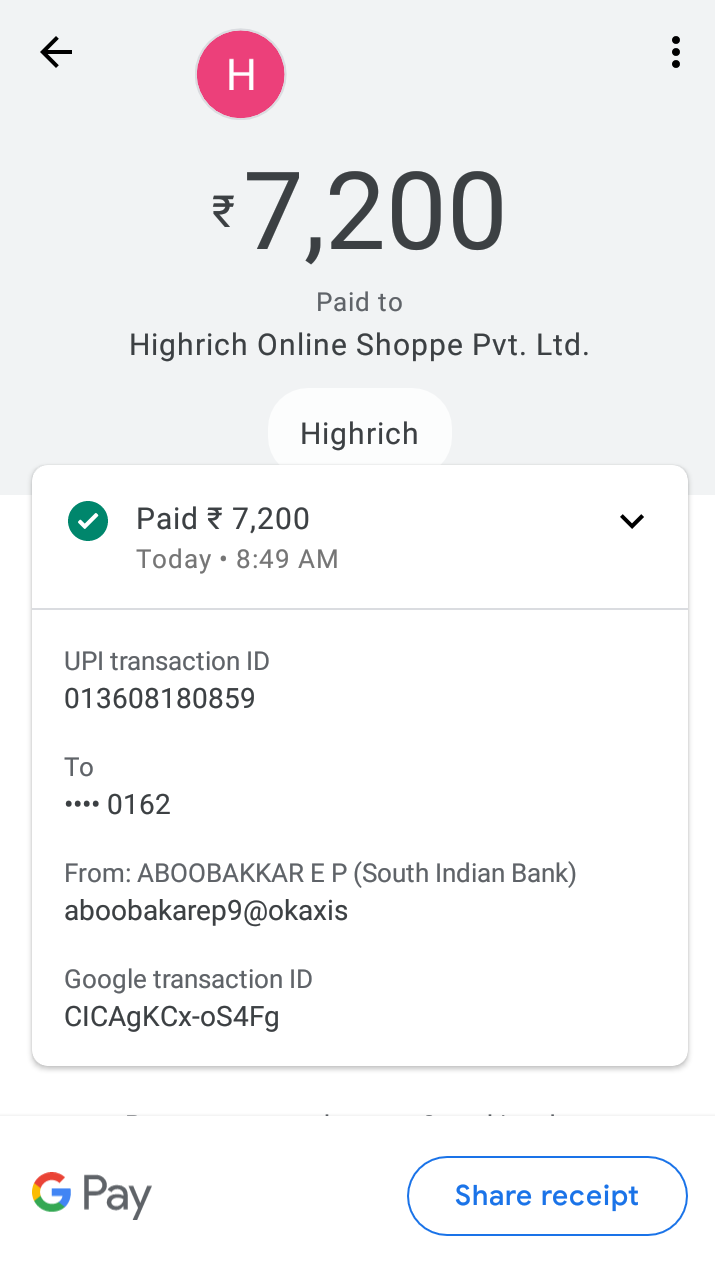 H
₹7,200
Paid to
Highrich Online Shoppe Pvt. Ltd.
Highrich
Paid ₹ 7,200
Today • 8:49 AM
UPI transaction ID
013608180859
To
•••• 0162
From: ABOOBAKKAR E P (South Indian Bank)
aboobakarep9@okaxis
Google transaction ID
CICAgKCx-oS4Fg
G Pay
Share receipt